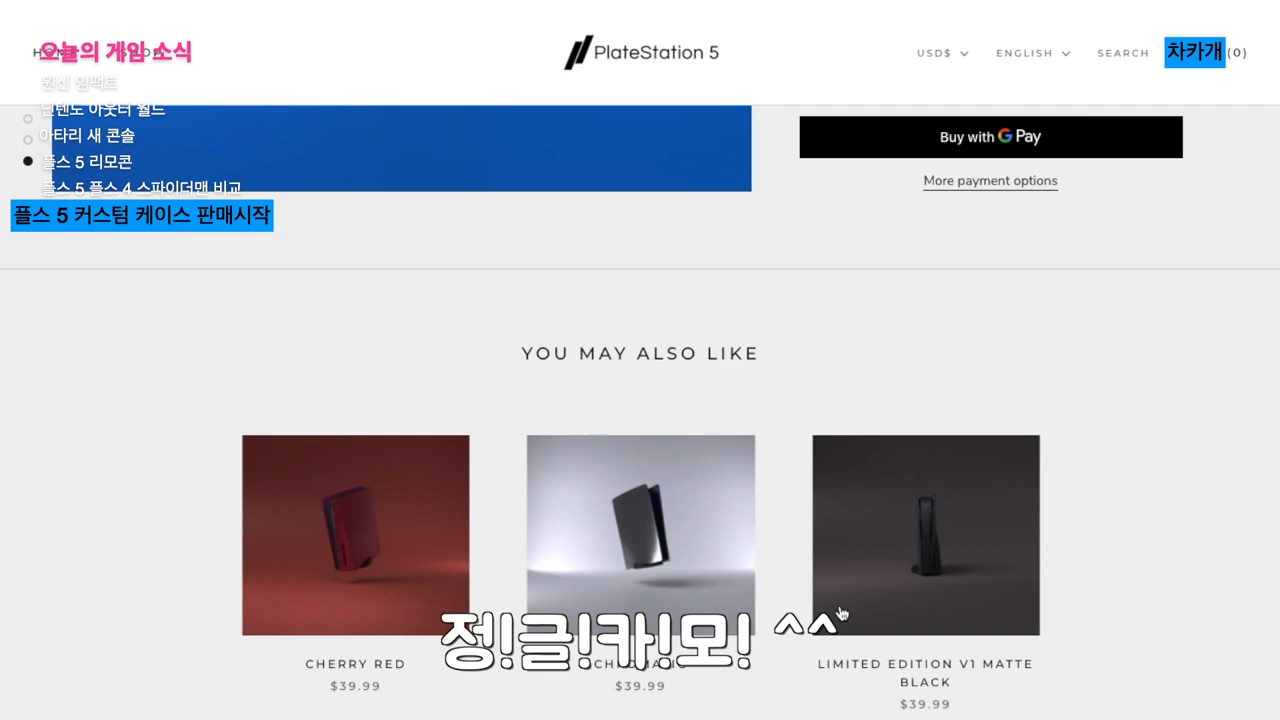 오늘의 게임 소식
PlateStation 5
USD$
ENGLISH
SEARCH
차카개
(0)
원신 임팩트
닌텐도 아웃터 월드
아타리 새 콘솔
플스 5 리모콘
플스 5 플스 4 스파이더맨 비교
플스 5 커스텀 케이스 판매시작
Buy with G Pay
More payment options
YOU MAY ALSO LIKE
젱!글!카!모! ^^
CHERRY RED
$39.99
$39.99
LIMITED EDITION V1 MATTE
BLACK
$39.99